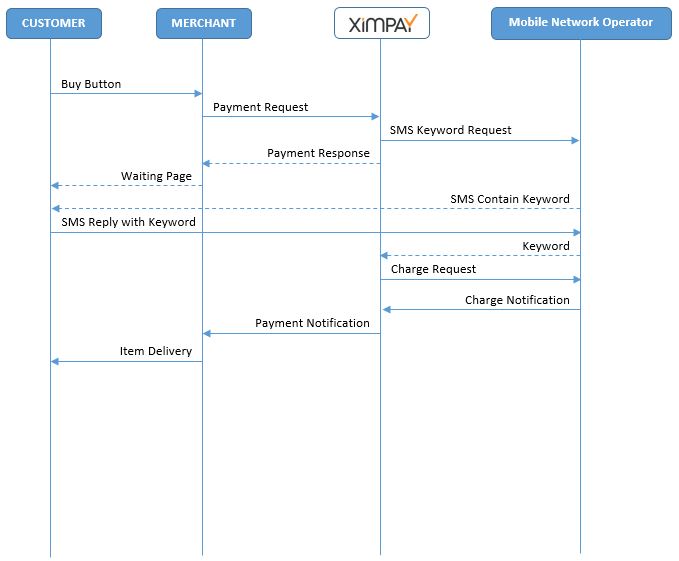 CUSTOMER
MERCHANT
XiMPAY
Mobile Network Operator
Buy Button
Payment Request
SMS Keyword Request
Payment Response
Waiting Page
SMS Contain Keyword
SMS Reply with Keyword
Keyword
Charge Request
Charge Notification
Payment Notification
Item Delivery